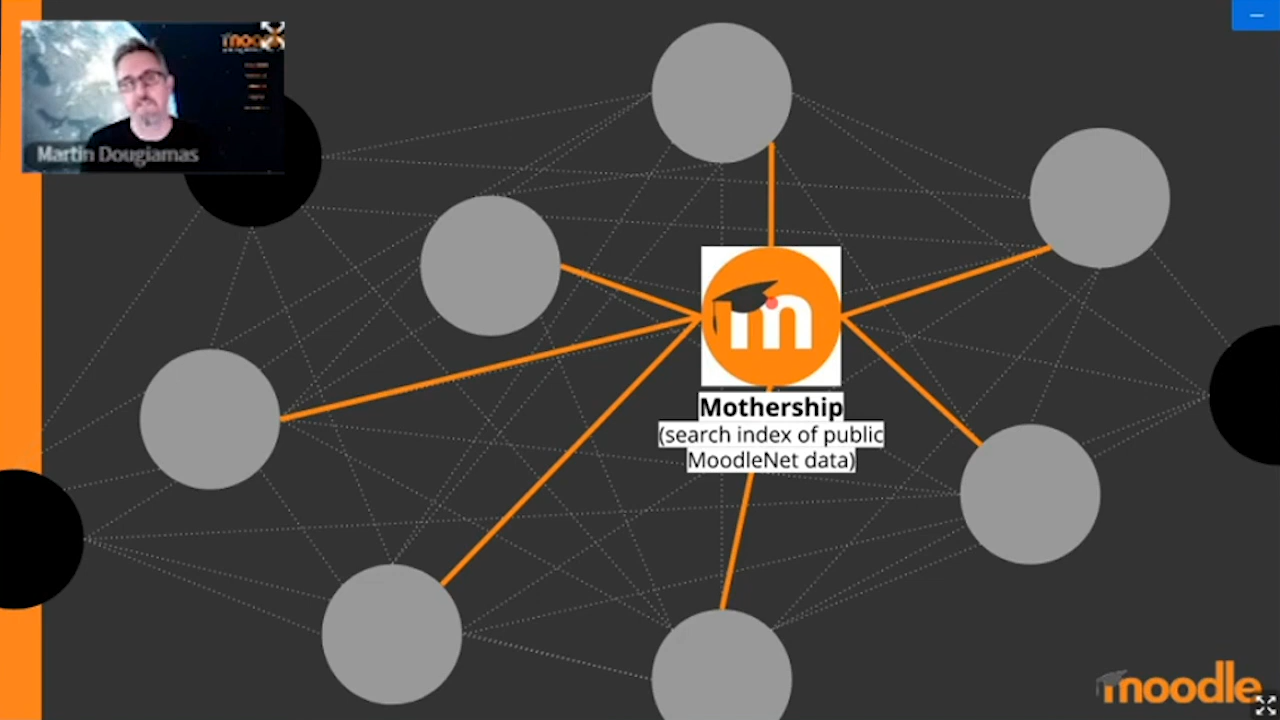 moodle
Martin Dougiamas
m
Mothership
(search index of public
MoodleNet data)
moodle